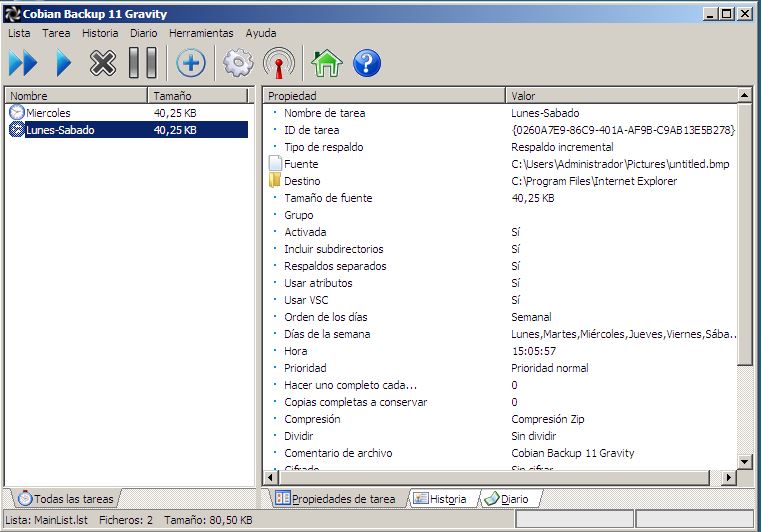 Cobian Backup 11 Gravity
Lista Tarea Historia Diario Herramientas Ayuda
Nombre Tamaño
Miercoles 40,25 KB
Lunes-Sabado 40,25 KB
Propiedad Valor
Nombre de tarea Lunes-Sabado
ID de tarea {0260A7E9-86C9-401A-AF9B-C9AB13E5B278}
Tipo de respaldo Respaldo incremental
Fuente C:\Users\Administrador\Pictures\untitled.bmp
Destino C:\Program Files\Internet Explorer
Tamaño de fuente 40,25 KB
Grupo
Activada Sí
Incluir subdirectorios Sí
Respaldos separados Sí
Usar atributos Sí
Usar VSC Sí
Orden de los días Semanal
Días de la semana Lunes,Martes,Miércoles,Jueves,Viernes,Sába...
Hora 15:05:57
Prioridad Prioridad normal
Hacer uno completo cada... 0
Copias completas a conservar 0
Compresión Compresión Zip
Dividir Sin dividir
Comentario de archivo Cobian Backup 11 Gravity
Cifrado Sin cifrar
Todas las tareas
Propiedades de tarea Historia Diario
Lista: MainList.lst Ficheros: 2 Tamaño: 80,50 KB